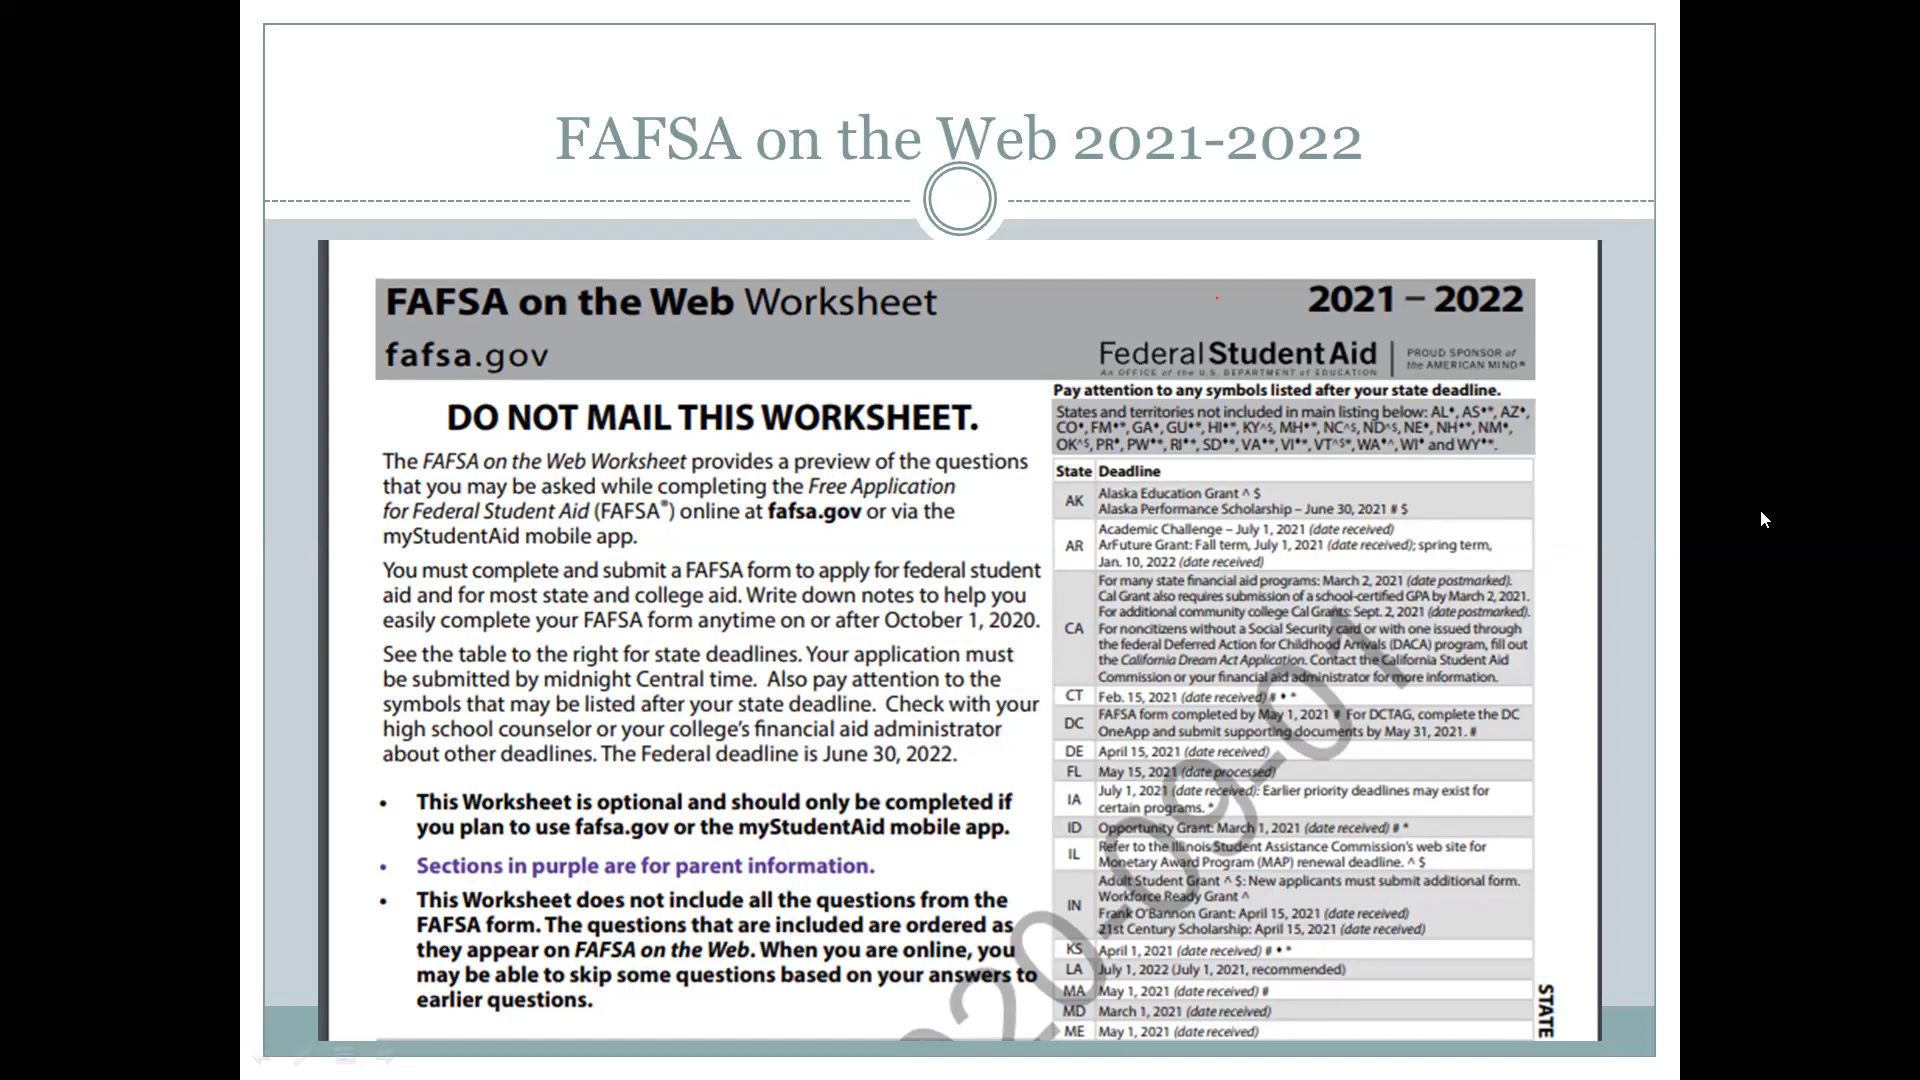 FAFSA on the Web 2021-2022
FAFSA on the Web Worksheet
2021 – 2022
fafsa.gov
Federal Student Aid
An OFFICE of the U.S. DEPARTMENT of EDUCATION
PROUD SPONSOR of
the AMERICAN MIND®
DO NOT MAIL THIS WORKSHEET.
The FAFSA on the Web Worksheet provides a preview of the questions
that you may be asked while completing the Free Application
for Federal Student Aid (FAFSA®) online at fafsa.gov or via the
myStudentAid mobile app.
You must complete and submit a FAFSA form to apply for federal student
aid and for most state and college aid. Write down notes to help you
easily complete your FAFSA form anytime on or after October 1, 2020.
See the table to the right for state deadlines. Your application must
be submitted by midnight Central time. Also pay attention to the
symbols that may be listed after your state deadline. Check with your
high school counselor or your college's financial aid administrator
about other deadlines. The Federal deadline is June 30, 2022.
• This Worksheet is optional and should only be completed if
you plan to use fafsa.gov or the myStudentAid mobile app.
• Sections in purple are for parent information.
• This Worksheet does not include all the questions from the
FAFSA form. The questions that are included are ordered as
they appear on FAFSA on the Web. When you are online, you
may be able to skip some questions based on your answers to
earlier questions.
Pay attention to any symbols listed after your state deadline.
States and territories not included in main listing below: AL♦, AS♦*, AZ♦,
CO♦, FM♦*, GA♦, GU♦*, HI♦*, KY^$, MH♦*, NC^$, ND^$, NE♦, NH♦*, NM♦,
OK^$, PR♦, PW♦*, RI♦*, SD♦*, VA♦*, VI♦*, VT^$*, WA♦^, WI♦ and WY♦*.
State Deadline
AK Alaska Education Grant ^ $
Alaska Performance Scholarship – June 30, 2021 # $
AR Academic Challenge – July 1, 2021 (date received)
ArFuture Grant: Fall term, July 1, 2021 (date received); spring term,
Jan. 10, 2022 (date received)
CA For many state financial aid programs: March 2, 2021 (date postmarked).
Cal Grant also requires submission of a school-certified GPA by March 2, 2021.
For additional community college Cal Grants: Sept. 2, 2021 (date postmarked).
For noncitizens without a Social Security card or with one issued through
the federal Deferred Action for Childhood Arrivals (DACA) program, fill out
the California Dream Act Application. Contact the California Student Aid
Commission or your financial aid administrator for more information.
CT Feb. 15, 2021 (date received) # ♦ *
DC FAFSA form completed by May 1, 2021 # For DCTAG, complete the DC
OneApp and submit supporting documents by May 31, 2021. #
DE April 15, 2021 (date received)
FL May 15, 2021 (date processed)
IA July 1, 2021 (date received): Earlier priority deadlines may exist for
certain programs. *
ID Opportunity Grant: March 1, 2021 (date received) # *
IL Refer to the Illinois Student Assistance Commission's web site for
Monetary Award Program (MAP) renewal deadline. ^ $
IN Adult Student Grant ^ $: New applicants must submit additional form.
Workforce Ready Grant ^
Frank O'Bannon Grant: April 15, 2021 (date received)
21st Century Scholarship: April 15, 2021 (date received)
KS April 1, 2021 (date received) # ♦ *
LA July 1, 2022 (July 1, 2021, recommended)
MA May 1, 2021 (date received) #
MD March 1, 2021 (date received)
ME May 1, 2021 (date received)
STATE
20-09-01